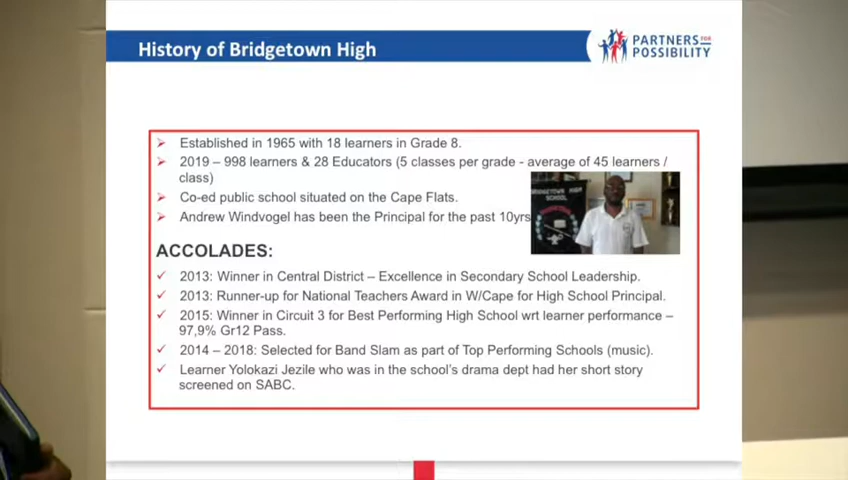 History of Bridgetown High
PARTNERS FOR
POSSIBILITY
➢ Established in 1965 with 18 learners in Grade 8.
➢ 2019 – 998 learners & 28 Educators (5 classes per grade - average of 45 learners /
class)
➢ Co-ed public school situated on the Cape Flats.
➢ Andrew Windvogel has been the Principal for the past 10yrs
BRIDGETOWN HIGH
SCHOOL
ACCOLADES:
✓ 2013: Winner in Central District – Excellence in Secondary School Leadership.
✓ 2013: Runner-up for National Teachers Award in W/Cape for High School Principal.
✓ 2015: Winner in Circuit 3 for Best Performing High School wrt learner performance –
97,9% Gr12 Pass.
✓ 2014 – 2018: Selected for Band Slam as part of Top Performing Schools (music).
✓ Learner Yolokazi Jezile who was in the school's drama dept had her short story
screened on SABC.